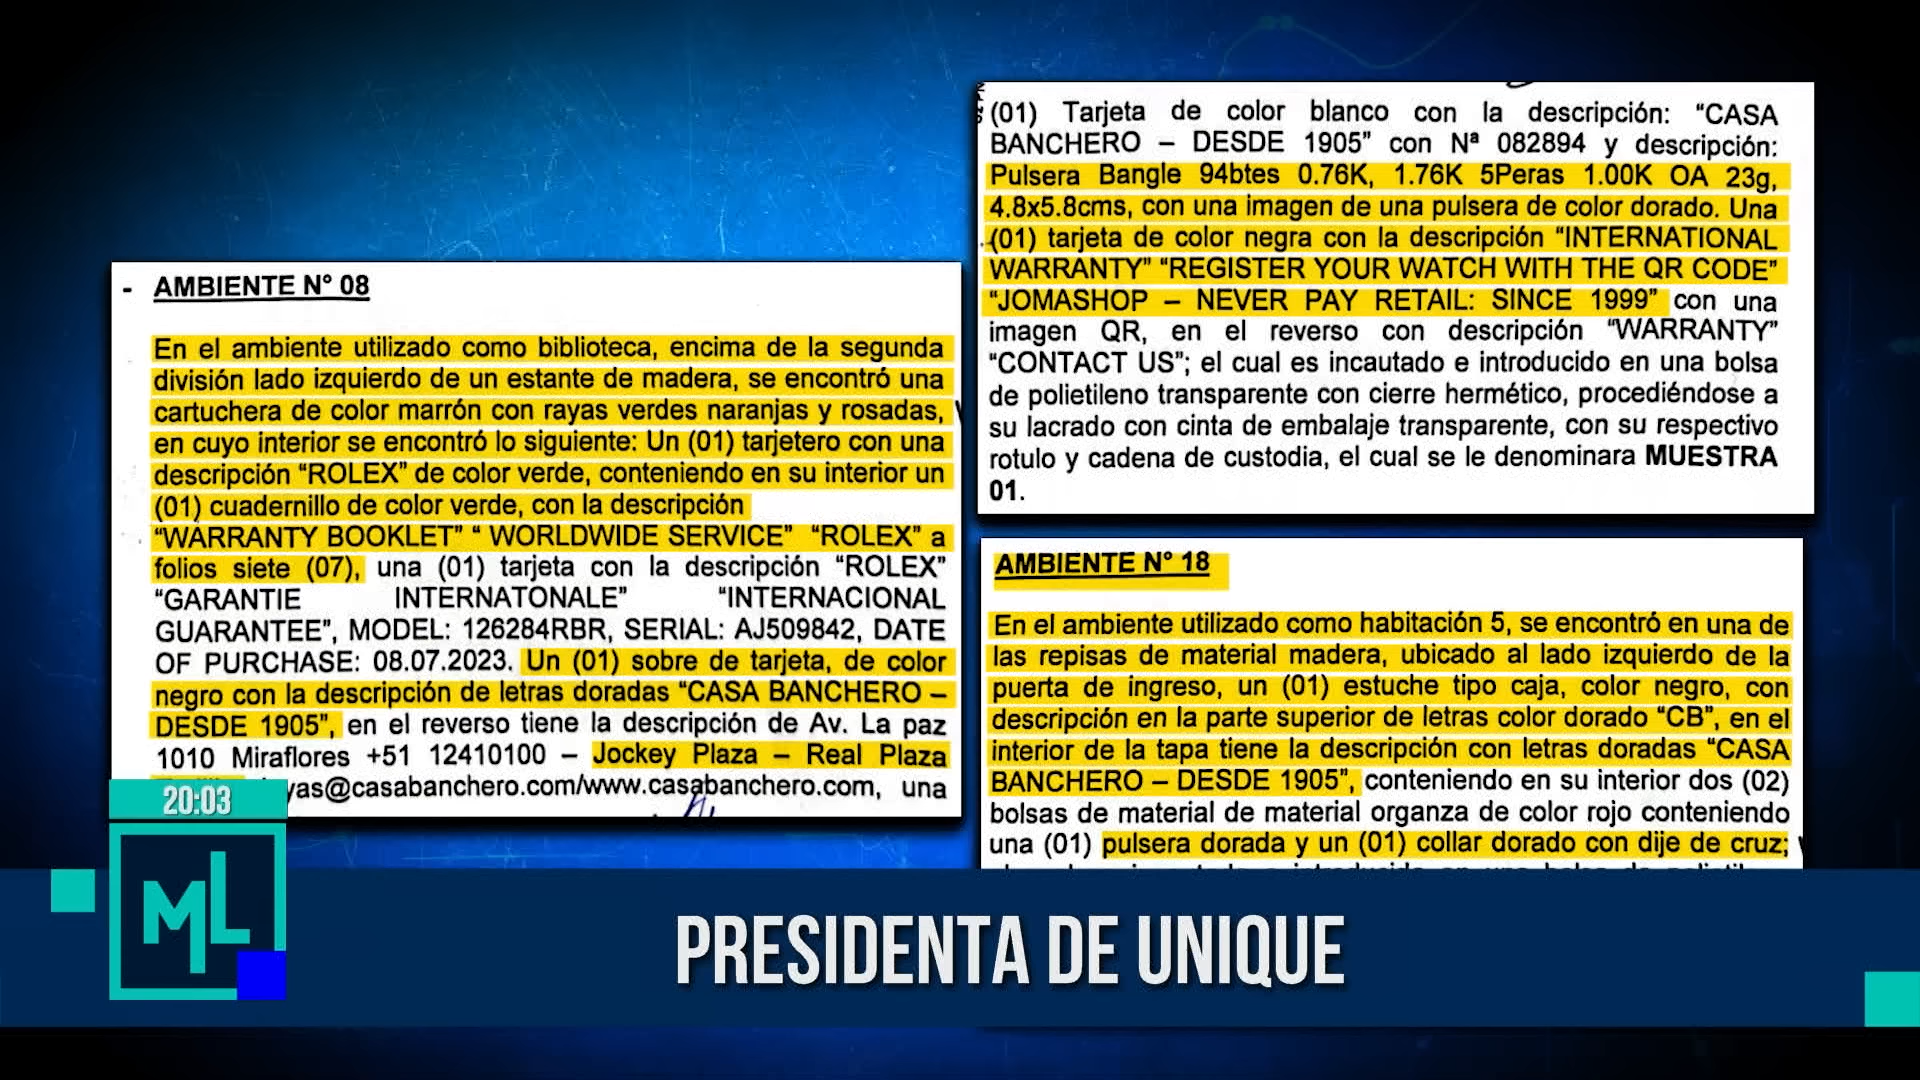 - AMBIENTE N° 08
En el ambiente utilizado como biblioteca, encima de la segunda
división lado izquierdo de un estante de madera, se encontró una
cartuchera de color marrón con rayas verdes naranjas y rosadas,
en cuyo interior se encontró lo siguiente: Un (01) tarjetero con una
descripción “ROLEX” de color verde, conteniendo en su interior un
(01) cuadernillo de color verde, con la descripción
“WARRANTY BOOKLET” “ WORLDWIDE SERVICE” “ROLEX” a
folios siete (07), una (01) tarjeta con la descripción “ROLEX”
“GARANTIE INTERNATONALE” “INTERNACIONAL
GUARANTEE”, MODEL: 126284RBR, SERIAL: AJ509842, DATE
OF PURCHASE: 08.07.2023. Un (01) sobre de tarjeta, de color
negro con la descripción de letras doradas “CASA BANCHERO –
DESDE 1905”, en el reverso tiene la descripción de Av. La paz
1010 Miraflores +51 12410100 – Jockey Plaza – Real Plaza
yas@casabanchero.com/www.casabanchero.com, una
(01) Tarjeta de color blanco con la descripción: “CASA
BANCHERO – DESDE 1905” con Nª 082894 y descripción:
Pulsera Bangle 94btes 0.76K, 1.76K 5Peras 1.00K OA 23g,
4.8x5.8cms, con una imagen de una pulsera de color dorado. Una
(01) tarjeta de color negra con la descripción “INTERNATIONAL
WARRANTY” “REGISTER YOUR WATCH WITH THE QR CODE”
“JOMASHOP – NEVER PAY RETAIL: SINCE 1999” con una
imagen QR, en el reverso con descripción “WARRANTY”
“CONTACT US”; el cual es incautado e introducido en una bolsa
de polietileno transparente con cierre hermético, procediéndose a
su lacrado con cinta de embalaje transparente, con su respectivo
rotulo y cadena de custodia, el cual se le denominara MUESTRA
01.
AMBIENTE N° 18
En el ambiente utilizado como habitación 5, se encontró en una de
las repisas de material madera, ubicado al lado izquierdo de la
puerta de ingreso, un (01) estuche tipo caja, color negro, con
descripción en la parte superior de letras color dorado “CB”, en el
interior de la tapa tiene la descripción con letras doradas “CASA
BANCHERO – DESDE 1905”, conteniendo en su interior dos (02)
bolsas de material de material organza de color rojo conteniendo
una (01) pulsera dorada y un (01) collar dorado con dije de cruz;
20:03
ML
PRESIDENTA DE UNIQUE